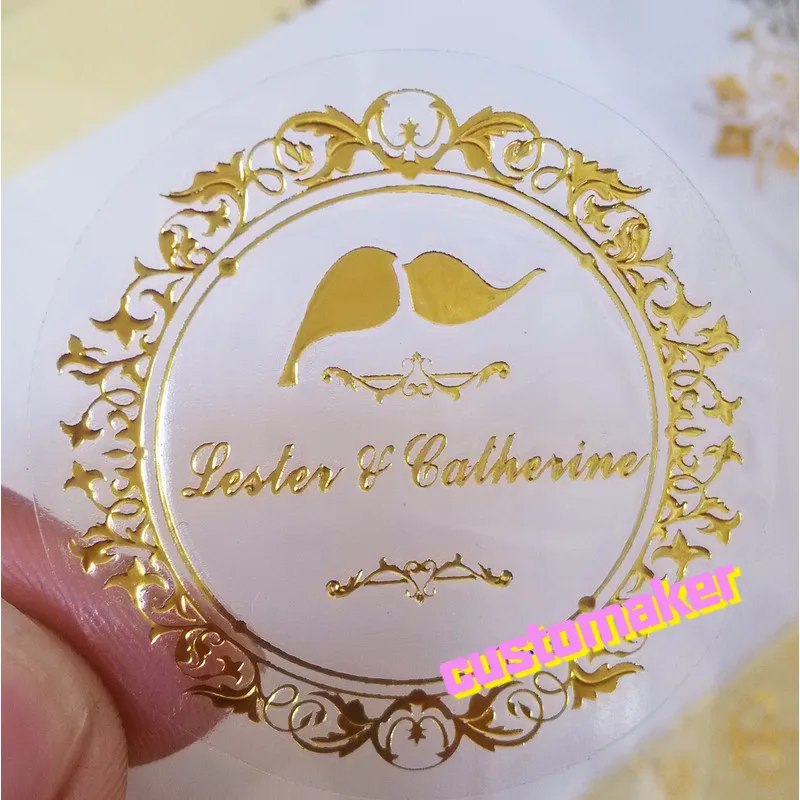 Lester & Catherine
customaker